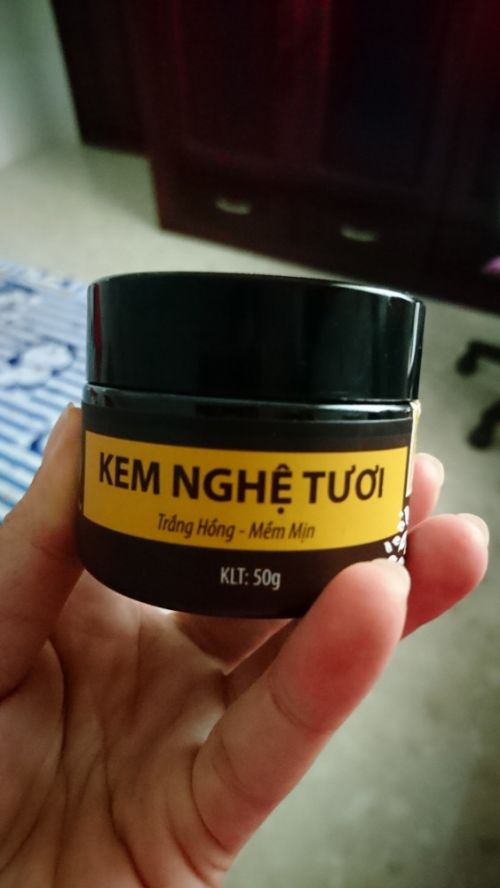 KEM NGHỆ TƯƠI
Trắng Hồng - Mềm Mịn
KLT: 50g